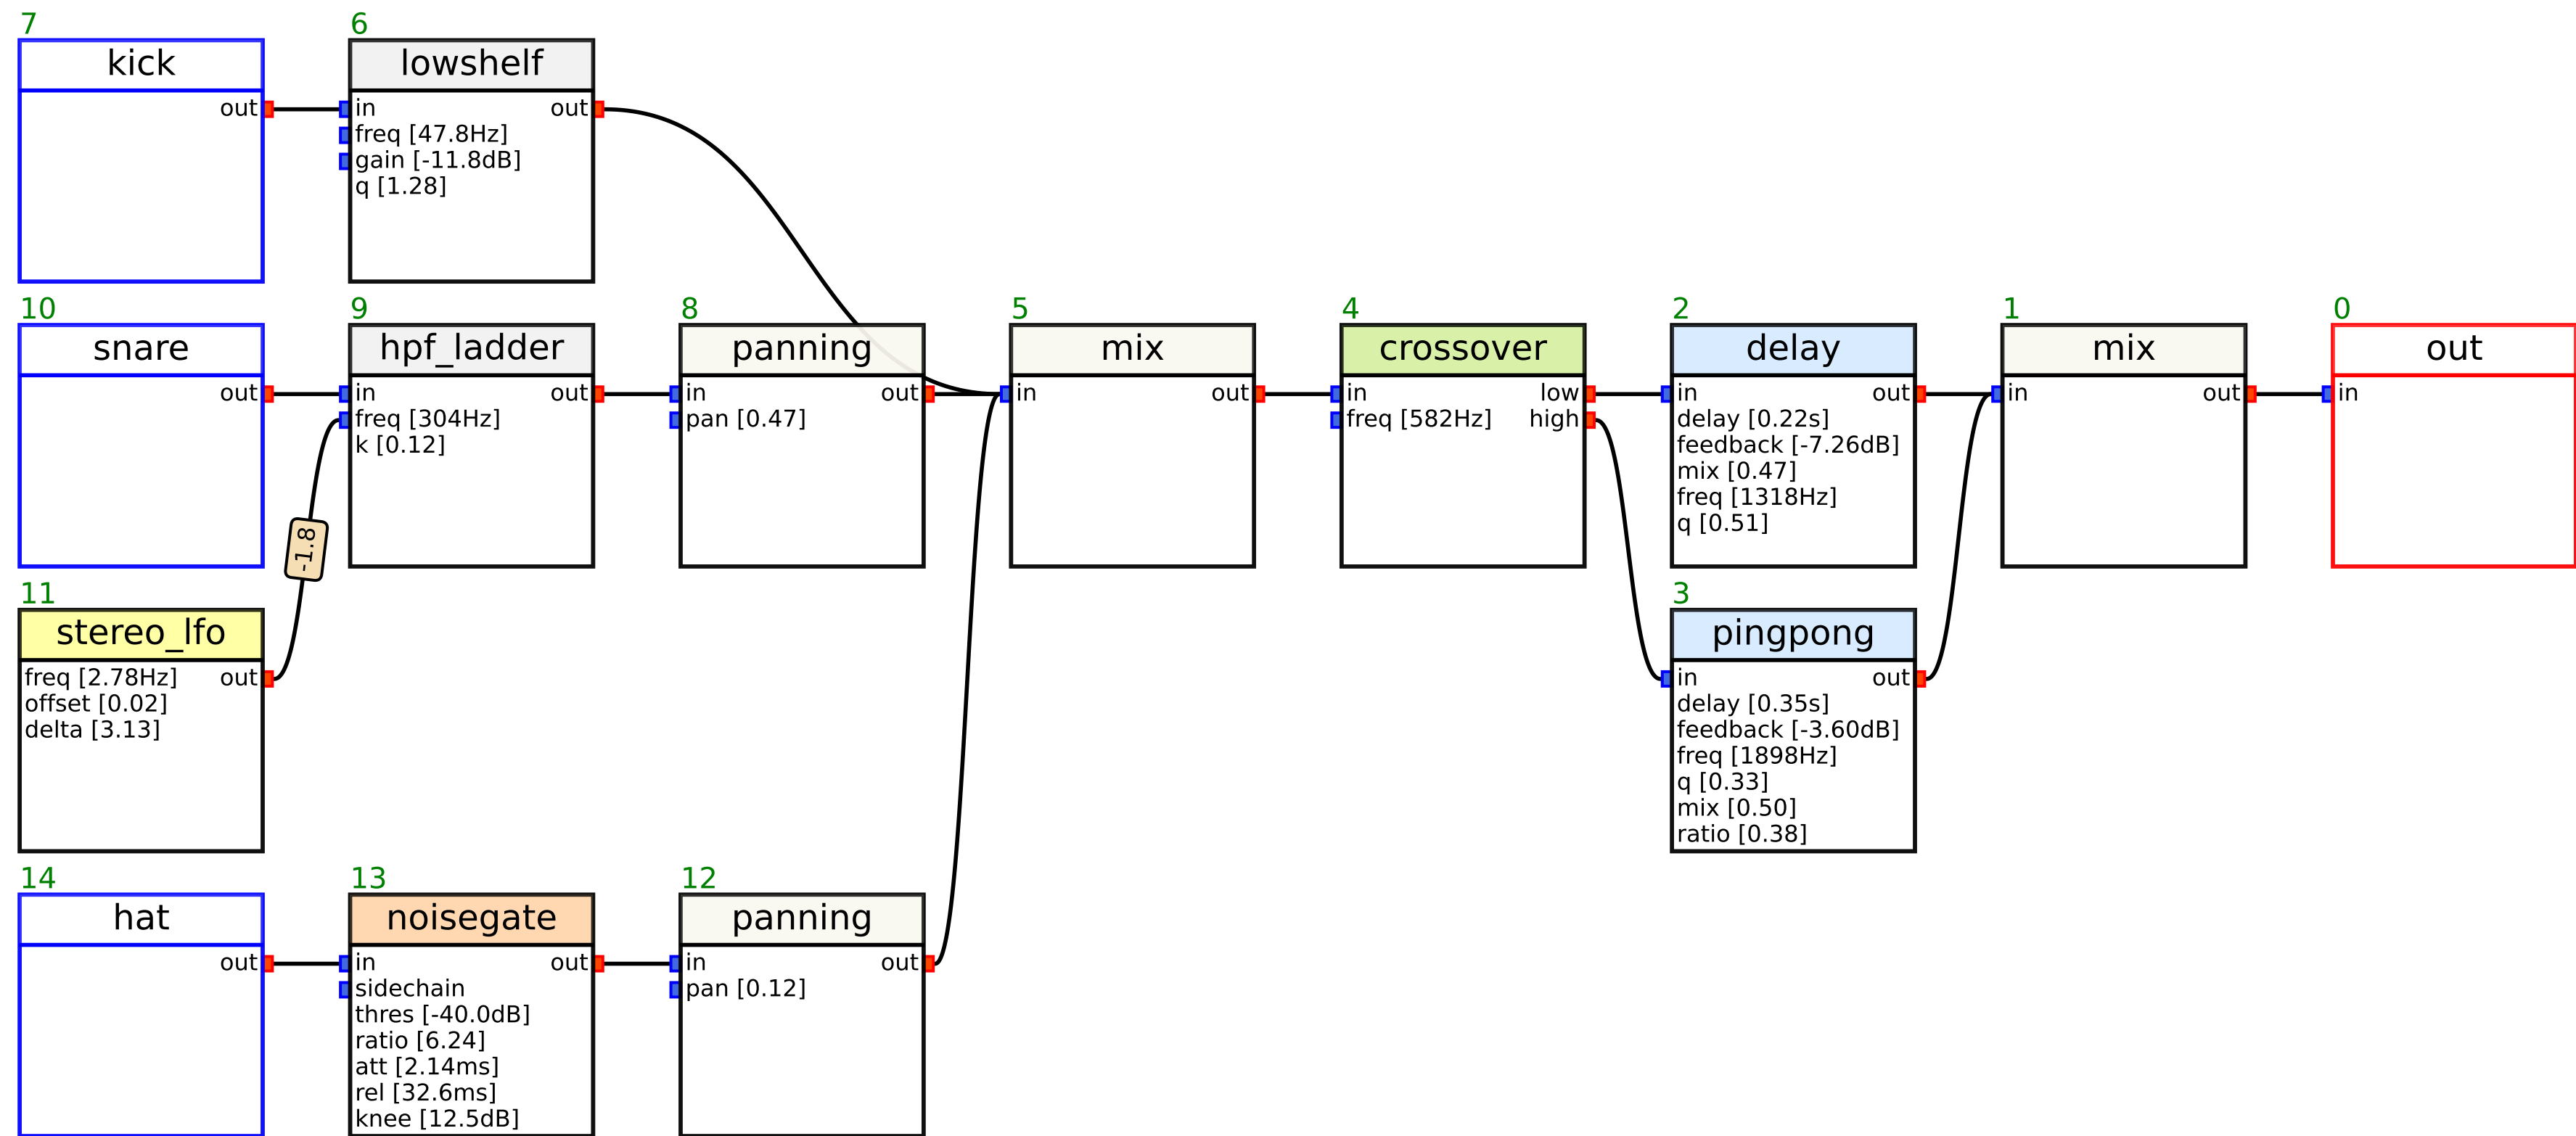 7
kick
out
6
lowshelf
in out
freq [47.8Hz]
gain [-11.8dB]
q [1.28]
10
snare
out
9
hpf_ladder
in out
freq [304Hz]
k [0.12]
8
panning
in out
pan [0.47]
5
mix
in out
4
crossover
in low
freq [582Hz] high
2
delay
in out
delay [0.22s]
feedback [-7.26dB]
mix [0.47]
freq [1318Hz]
q [0.51]
1
mix
in out
0
out
in
-1.8
11
stereo_lfo
freq [2.78Hz] out
offset [0.02]
delta [3.13]
3
pingpong
in out
delay [0.35s]
feedback [-3.60dB]
freq [1898Hz]
q [0.33]
mix [0.50]
ratio [0.38]
14
hat
out
13
noisegate
in out
sidechain
thres [-40.0dB]
ratio [6.24]
att [2.14ms]
rel [32.6ms]
knee [12.5dB]
12
panning
in out
pan [0.12]